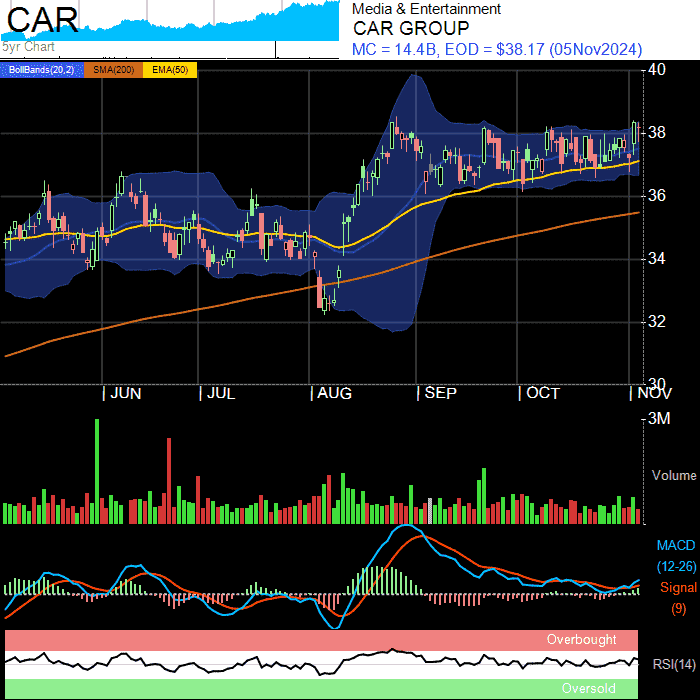 CAR
5yr Chart
Media & Entertainment
CAR GROUP
MC = 14.4B, EOD = $38.17 (05Nov2024)
BollBands(20,2) SMA(200) EMA(50)
40
38
36
34
32
30
| JUN | JUL | AUG | SEP | OCT | NOV
3M
Volume
MACD
(12-26)
Signal
(9)
Overbought
RSI(14)
Oversold